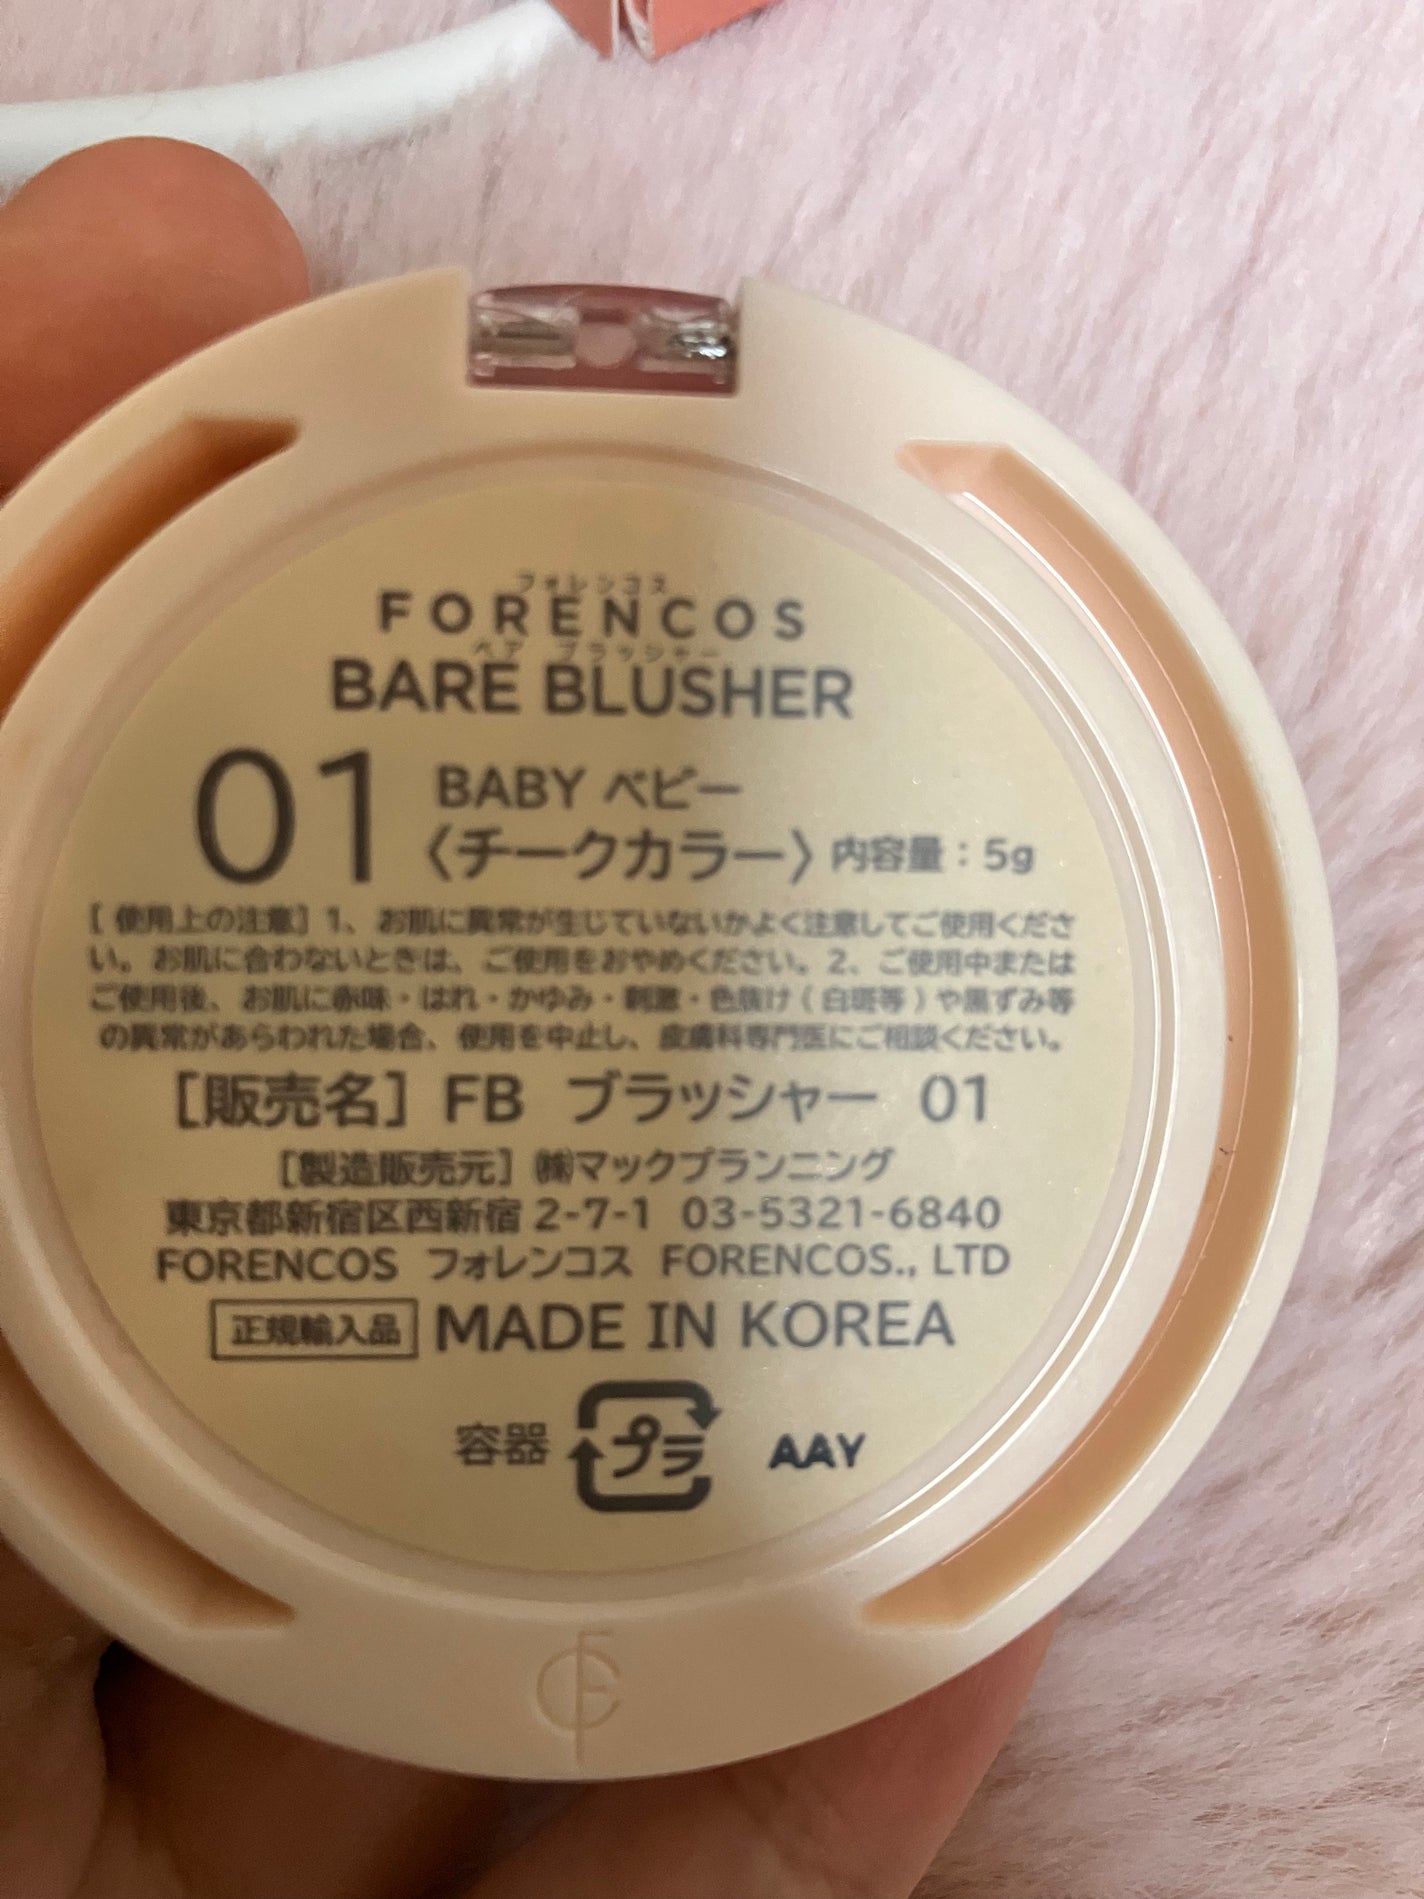 フォレンコス
FORENCOS
ベア ブラッシャー
BARE BLUSHER
01 BABY ベビー
〈チークカラー〉 内容量：5g
[ 使用上の注意] 1、お肌に異常が生じていないかよく注意してご使用くださ
い。お肌に合わないときは、ご使用をおやめください。2、ご使用中または
ご使用後、お肌に赤味・はれ・かゆみ・刺激・色抜け( 白斑等 )や黒ずみ等
の異常があらわれた場合、使用を中止し、皮膚科専門医にご相談ください。
[販売名] FB ブラッシャー 01
[製造販売元] ㈱マックプランニング
東京都新宿区西新宿 2-7-1 03-5321-6840
FORENCOS フォレンコス FORENCOS., LTD
正規輸入品 MADE IN KOREA
容器 プラ AAY